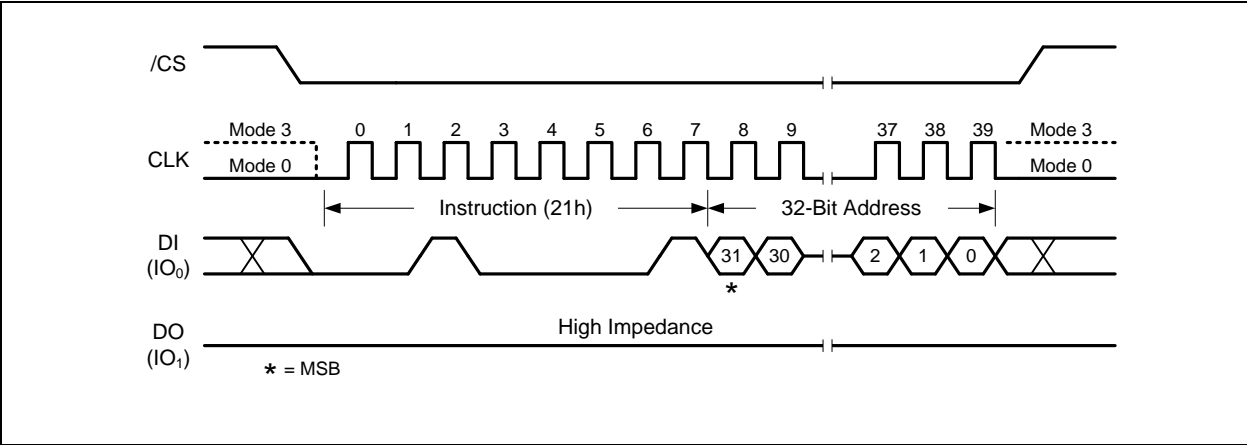 /CS
Mode 3 0 1 2 3 4 5 6 7 8 9 37 38 39 Mode 3
CLK
Mode 0 Mode 0
Instruction (21h) 32-Bit Address
DI
(IO₀)
31 30 2 1 0
*
High Impedance
DO
(IO₁)
* = MSB